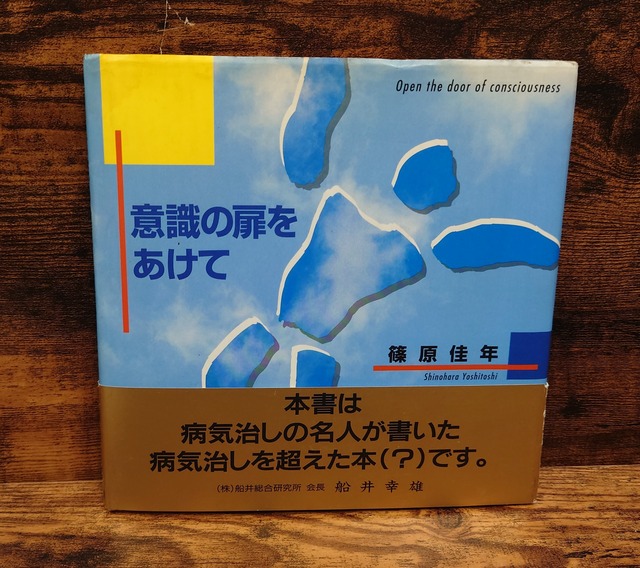 Open the door of consciousness
意識の扉を
あけて
篠原佳年
Shinohara Yoshitoshi
本書は
病気治しの名人が書いた
病気治しを超えた本(?)です。
(株)船井総合研究所 会長 船井幸雄